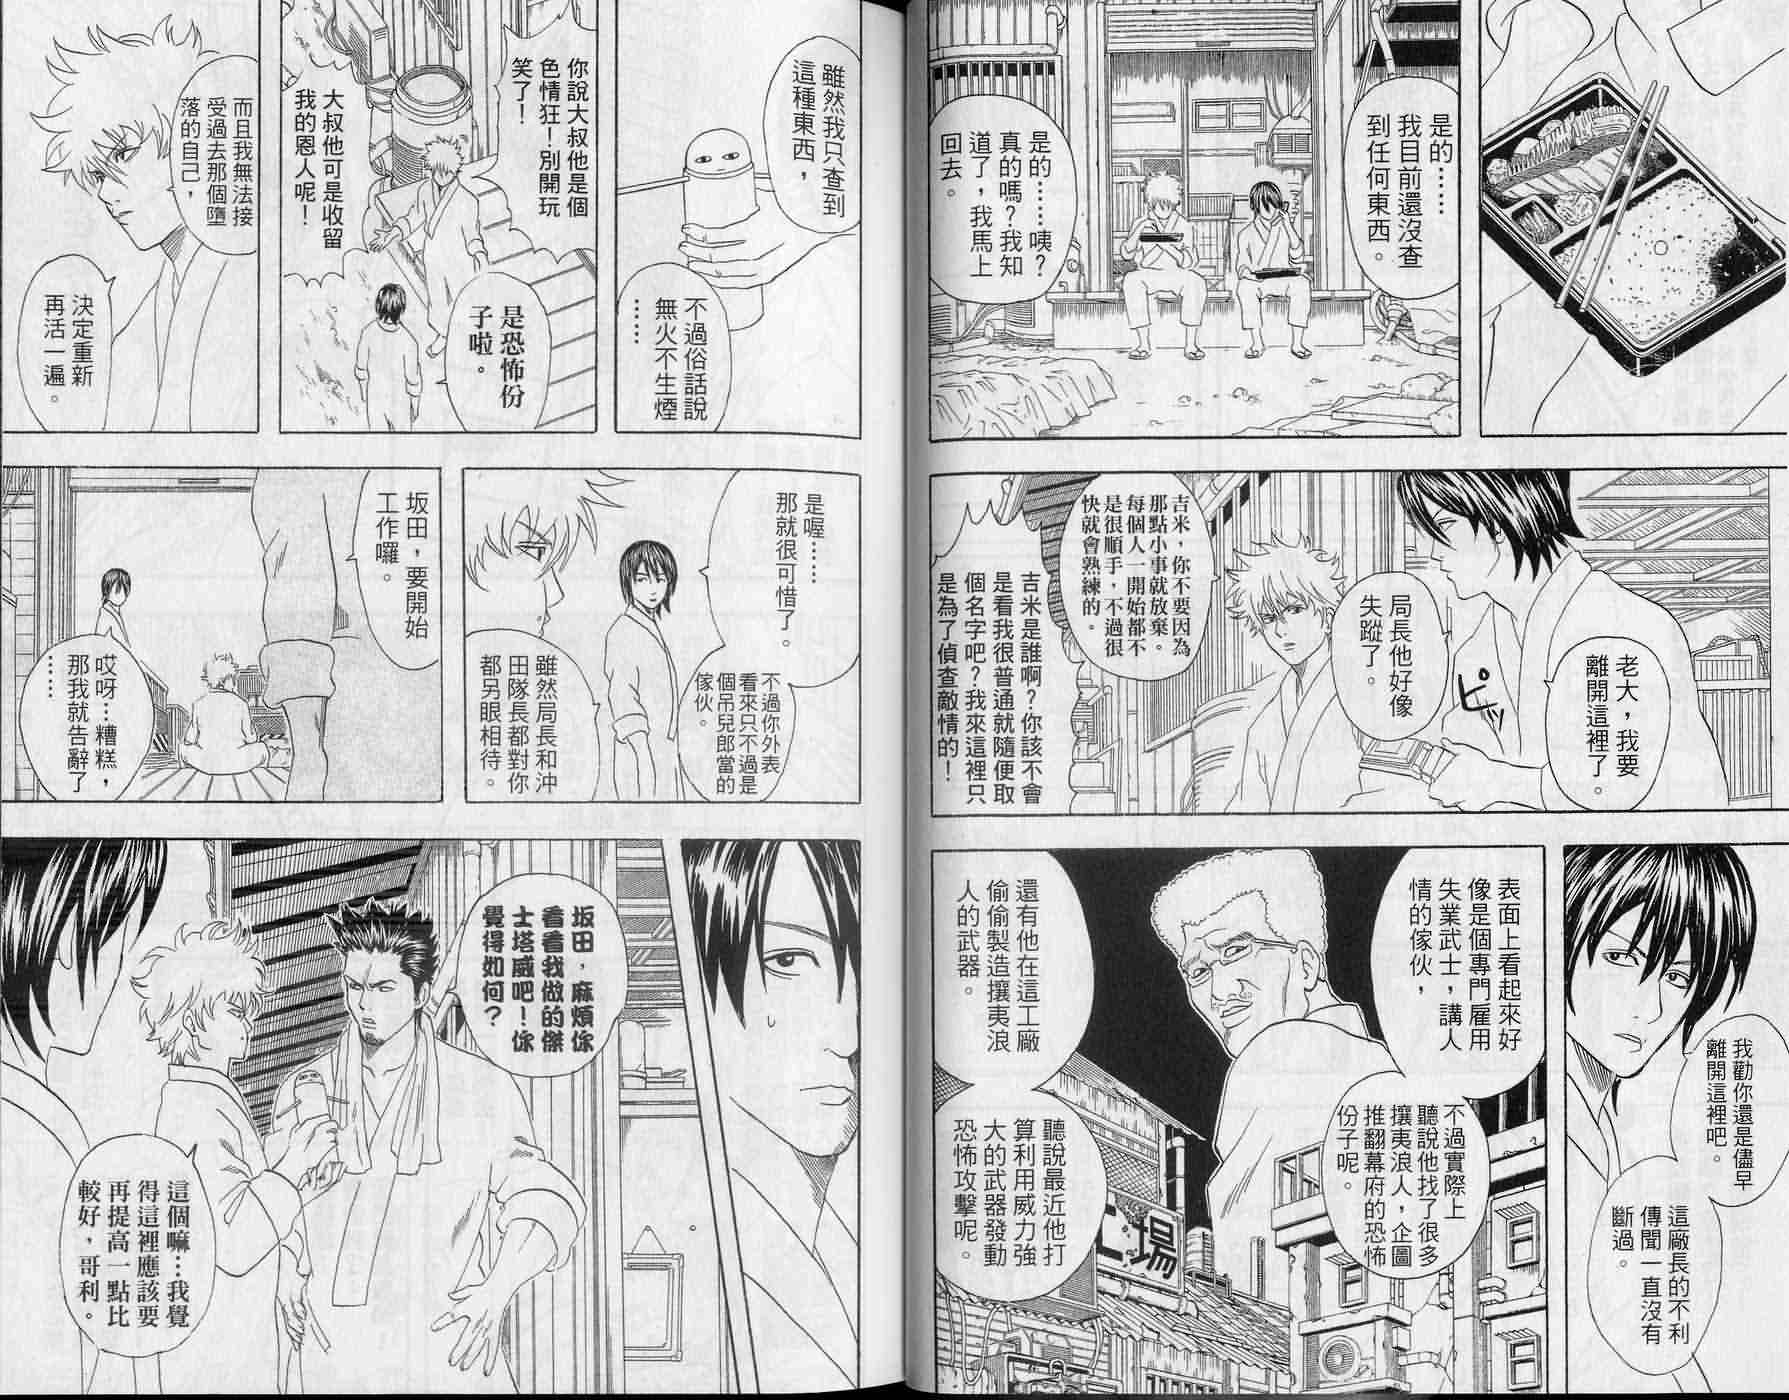 是的……
我目前還沒查
到任何東西。
是的……咦?
真的嗎?我知
道了,我馬上
回去。
老大,我要
離開這裡了。
ピッ
局長他好像
失蹤了。
吉米,你不要因為
那點小事就放棄。
每個人一開始都不
是很順手,不過很
快就會熟練的。
吉米是誰啊?你該不會
是看我很普通就隨便取
個名字吧?我來這裡只
是為了偵查敵情的!
我勸你還是儘早
離開這裡吧。
這廠長的不利
傳聞一直沒有
斷過。
表面上看起來好
像是個專門雇用
失業武士,講人
情的傢伙,
不過實際上
聽說他找了很多
攘夷浪人,企圖
推翻幕府的恐怖
份子呢。
還有他在這工廠
偷偷製造攘夷浪
人的武器。
聽說最近他打
算利用威力強
大的武器發動
恐怖攻擊呢。
工場
雖然我只查到
這種東西,
不過俗話說
無火不生煙
……
你說大叔他是個
色情狂!別開玩
笑了!
大叔他可是收留
我的恩人呢!
是恐怖份
子啦。
而且我無法接
受過去那個墮
落的自己,
決定重新
再活一遍。
是喔……
那就很可惜了。
不過你外表
看來只不過是
個吊兒郎當的
傢伙。
雖然局長和沖
田隊長都對你
都另眼相待。
坂田,要開始
工作囉。
哎呀…糟糕,
那我就告辭了
……
坂田,麻煩你
看看我做的傑
士塔威吧!你
覺得如何?
這個嘛…我覺
得這裡應該要
再提高一點比
較好,哥利。